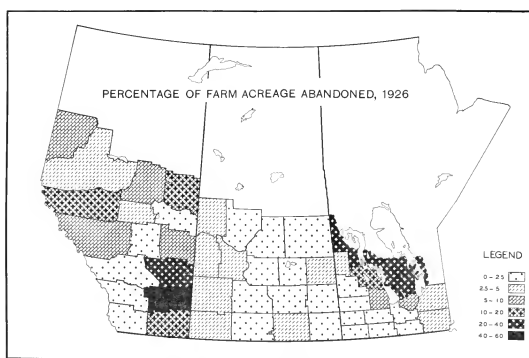 PERCENTAGE OF FARM ACREAGE ABANDONED, 1926
LEGEND
0 - 2.5
2.5 - 5
5 - 10
10 - 20
20 - 40
40 - 60